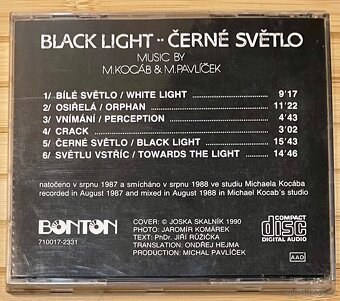 BLACK LIGHT •• ČERNÉ SVĚTLO
MUSIC BY
M.KOCÁB & M.PAVLÍČEK
1/ BÍLÉ SVĚTLO / WHITE LIGHT 9'17
2/ OSIŘELÁ / ORPHAN 11'22
3/ VNÍMÁNÍ / PERCEPTION 4'43
4/ CRACK 3'02
5/ ČERNÉ SVĚTLO / BLACK LIGHT 15'43
6/ SVĚTLU VSTŘÍC / TOWARDS THE LIGHT 14'46
natočeno v srpnu 1987 a smícháno v srpnu 1988 ve studiu Michaela Kocába
recorded in August 1987 and mixed in August 1988 in Michael Kocab's studio
BONTON
710017-2331
COVER: © JOSKA SKALNÍK 1990
PHOTO: JAROMÍR KOMÁREK
TEXT: PhDr. JIŘÍ RŮŽIČKA
TRANSLATION: ONDŘEJ HEJMA
PRODUCTION: MICHAL PAVLÍČEK
COMPACT
disc
DIGITAL AUDIO
AAD